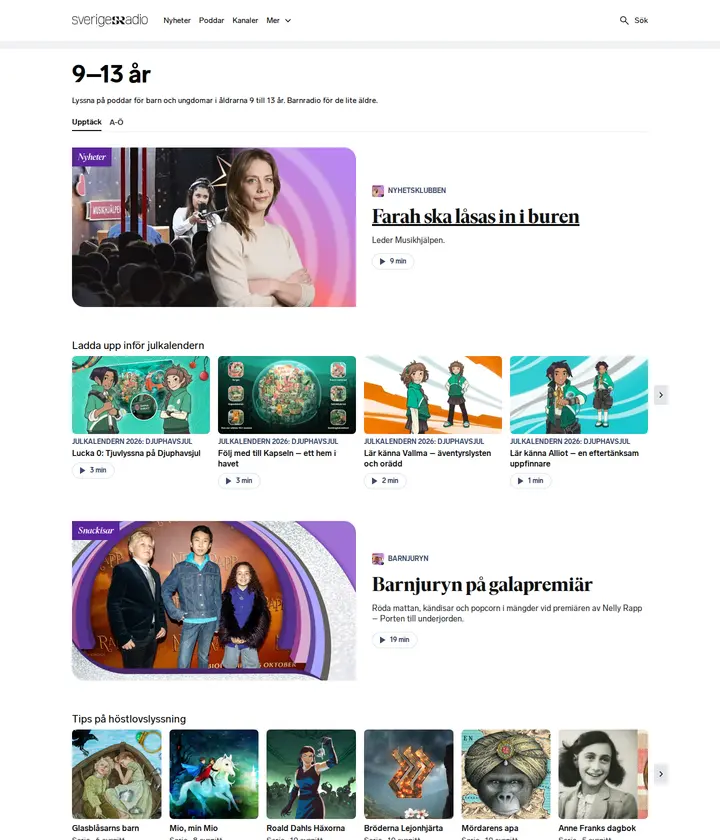 sverigesSRadio
Nyheter Poddar Kanaler Mer
Sök
9–13 år
Lyssna på poddar för barn och ungdomar i åldrarna 9 till 13 år. Barnradio för de lite äldre.
Upptäck A-Ö
Nyheter
MUSIKHJÄLPEN
NYHETSKLUBBEN
Farah ska låsas in i buren
Leder Musikhjälpen.
9 min
Ladda upp inför julkalendern
JULKALENDERN 2026: DJUPHAVSJUL
Lucka 0: Tjuvlyssna på Djuphavsjul
3 min
JULKALENDERN 2026: DJUPHAVSJUL
Följ med till Kapseln – ett hem i
havet
3 min
JULKALENDERN 2026: DJUPHAVSJUL
Lär känna Vallma – äventyrslysten
och orädd
2 min
JULKALENDERN 2026: DJUPHAVSJUL
Lär känna Alliot – en eftertänksam
uppfinnare
1 min
Snackisar
OKTOBER
BARNJURYN
Barnjuryn på galapremiär
Röda mattan, kändisar och popcorn i mängder vid premiären av Nelly Rapp
– Porten till underjorden.
19 min
Tips på höstlovslyssning
Glasblåsarns barn
Mio, min Mio
Roald Dahls Häxorna
Bröderna Lejonhjärta
EN
Mördarens apa
Anne Franks dagbok